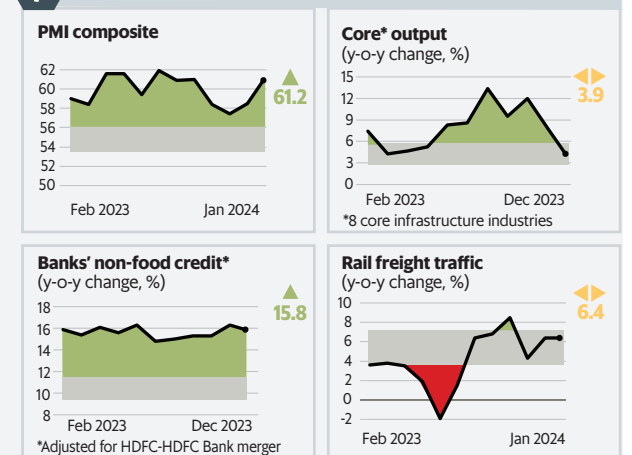 PMI composite
62
60
58
56
54
52
50
61.2
Feb 2023
Jan 2024
Core* output
(y-o-y change, %)
15
12
9
6
3
0
3.9
Feb 2023
Dec 2023
*8 core infrastructure industries
Banks' non-food credit*
(y-o-y change, %)
18
16
14
12
10
8
15.8
Feb 2023
Dec 2023
*Adjusted for HDFC-HDFC Bank merger
Rail freight traffic
(y-o-y change, %)
10
8
6
4
2
0
-2
6.4
Feb 2023
Jan 2024